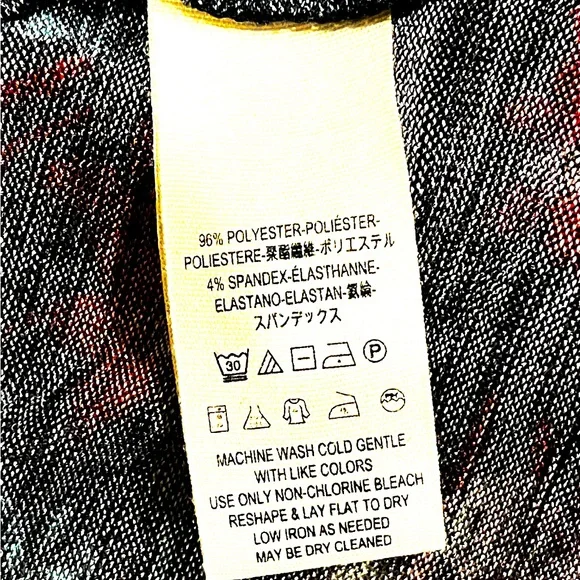 96% POLYESTER-POLIÉSTER-
POLIESTERE-聚酯纖維-ポリエステル
4% SPANDEX-ÉLASTHANNE-
ELASTANO-ELASTAN-氨綸-
スパンデックス
30 P
MACHINE WASH COLD GENTLE
WITH LIKE COLORS
USE ONLY NON-CHLORINE BLEACH
RESHAPE & LAY FLAT TO DRY
LOW IRON AS NEEDED
MAY BE DRY CLEANED